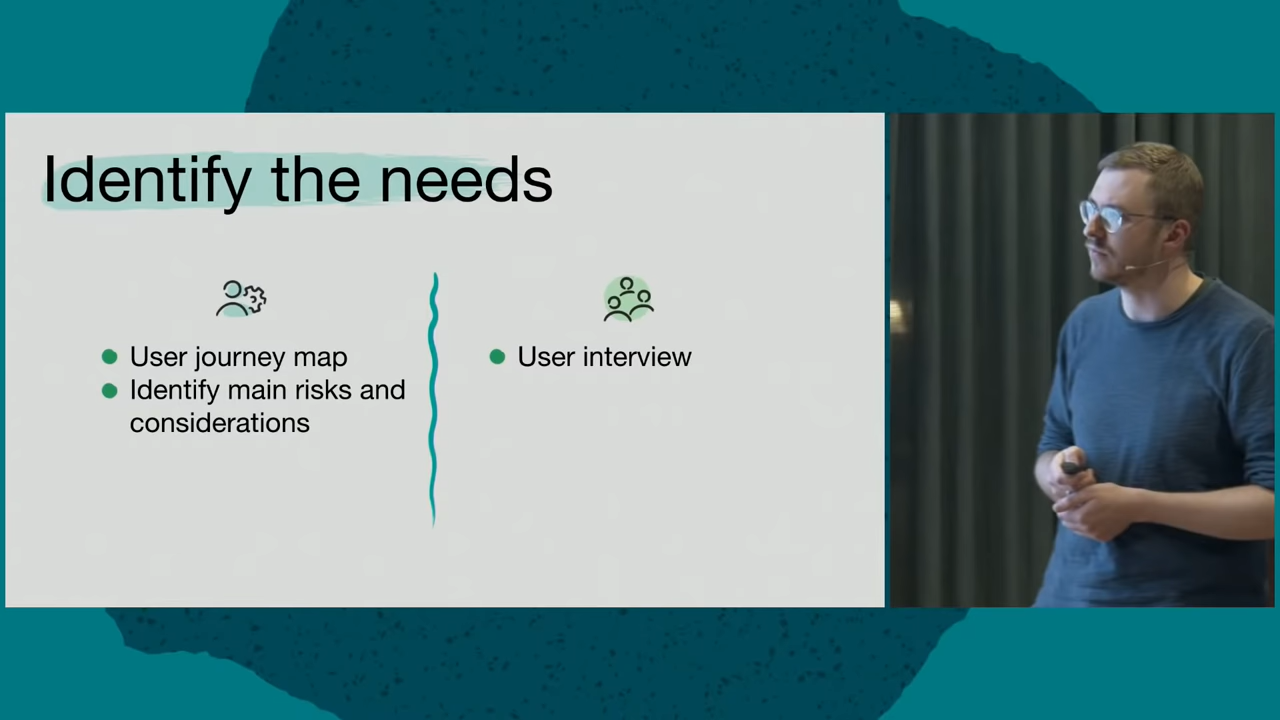 Identify the needs
User journey map
Identify main risks and
considerations
User interview